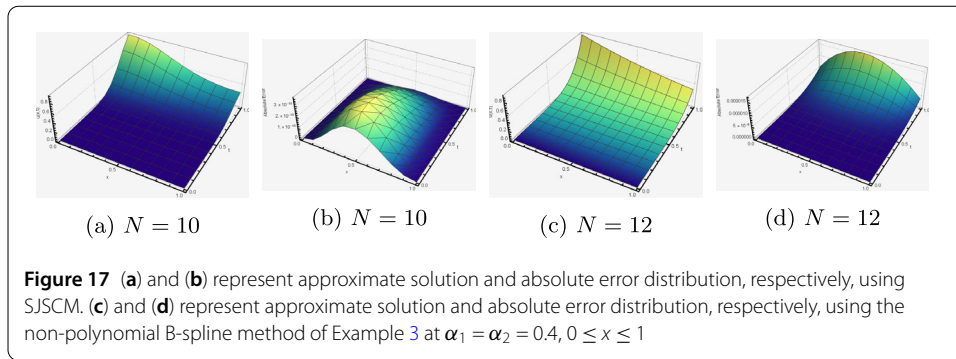 (a) N = 10
(b) N = 10
(c) N = 12
(d) N = 12
Figure 17 (a) and (b) represent approximate solution and absolute error distribution, respectively, using
SJSCM. (c) and (d) represent approximate solution and absolute error distribution, respectively, using the
non-polynomial B-spline method of Example 3 at α₁ = α₂ = 0.4, 0 ≤ x ≤ 1